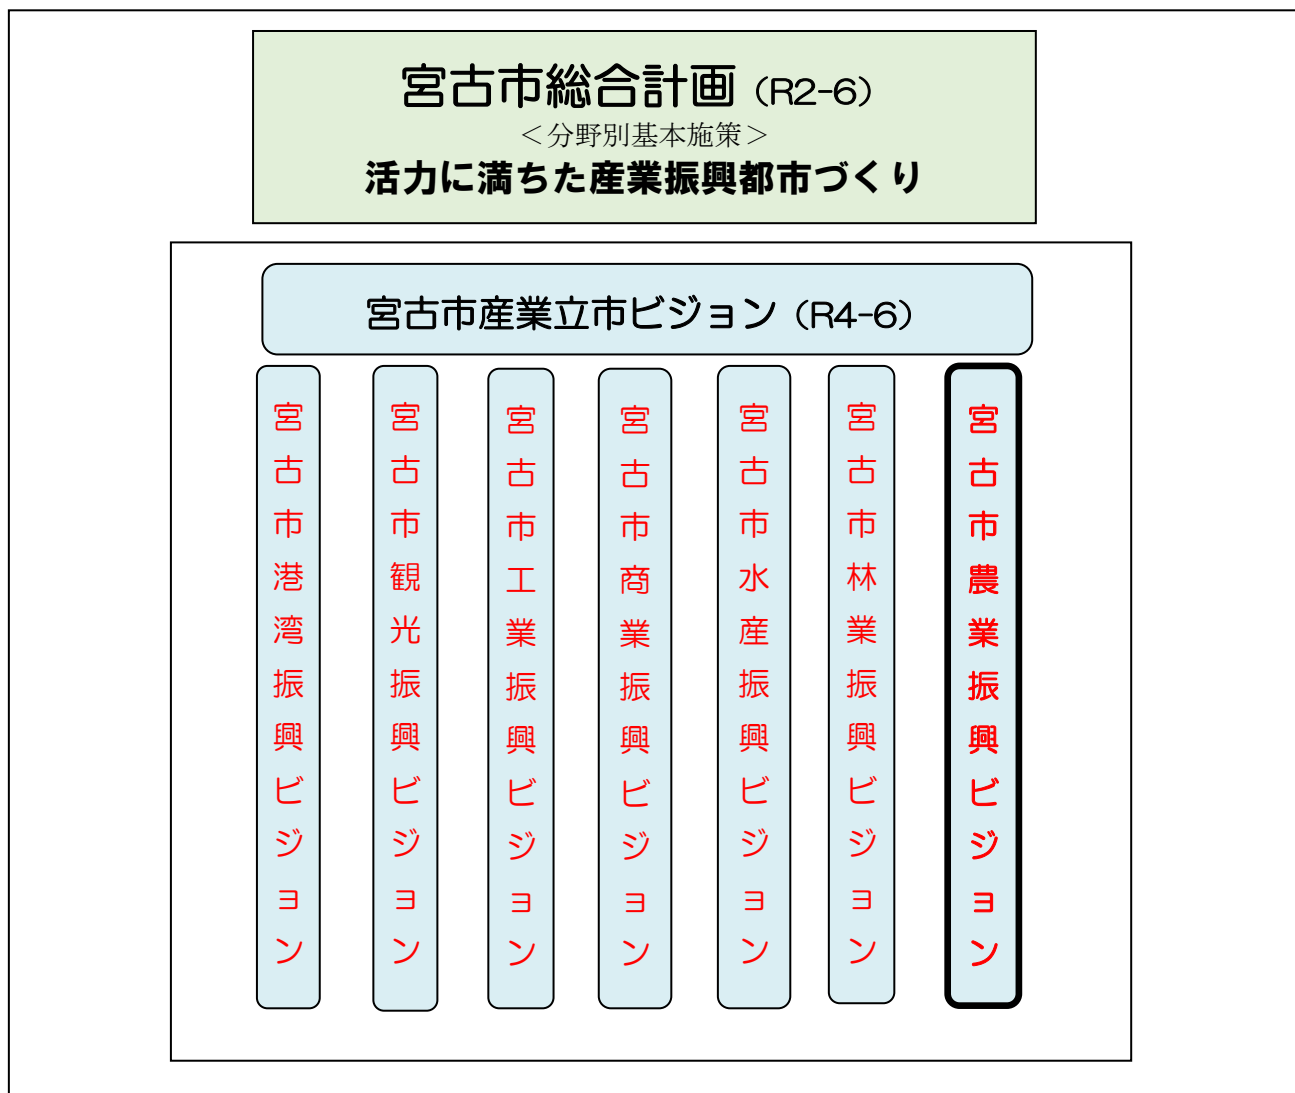 宮古市総合計画（R2-6）
＜分野別基本施策＞
活力に満ちた産業振興都市づくり
宮古市産業立市ビジョン（R4-6）
宮古市農業振興ビジョン
宮古市林業振興ビジョン
宮古市水産振興ビジョン
宮古市商業振興ビジョン
宮古市工業振興ビジョン
宮古市観光振興ビジョン
宮古市港湾振興ビジョン